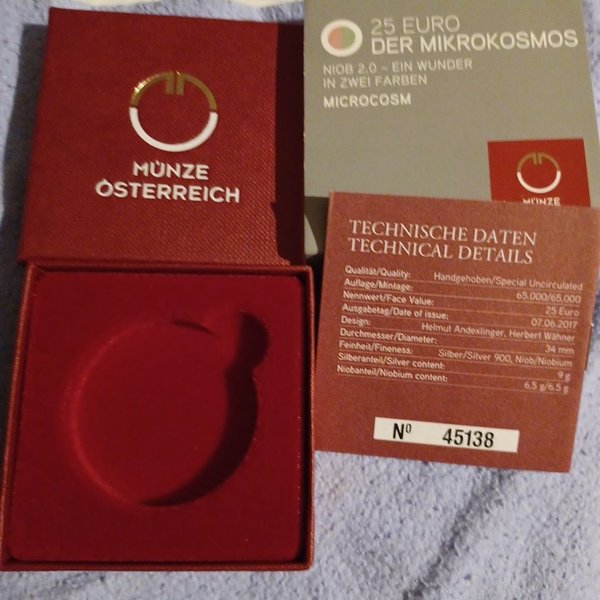 MÜNZE
ÖSTERREICH
25 EURO
DER MIKROKOSMOS
NIOB 2.0 – EIN WUNDER
IN ZWEI FARBEN
MICROCOSM
MÜNZE
TECHNISCHE DATEN
TECHNICAL DETAILS
Qualität/Quality: Handgehoben/Special Uncirculated
Auflage/Mintage: 65.000/65,000
Nennwert/Face Value: 25 Euro
Ausgabetag/Date of issue: 07.06.2017
Design: Helmut Andexlinger, Herbert Wähner
Durchmesser/Diameter: 34 mm
Feinheit/Fineness: Silber/Silver 900, Niob/Niobium
Silberanteil/Silver content: 9 g
Niobanteil/Niobium content: 6,5 g/6.5 g
Nº 45138